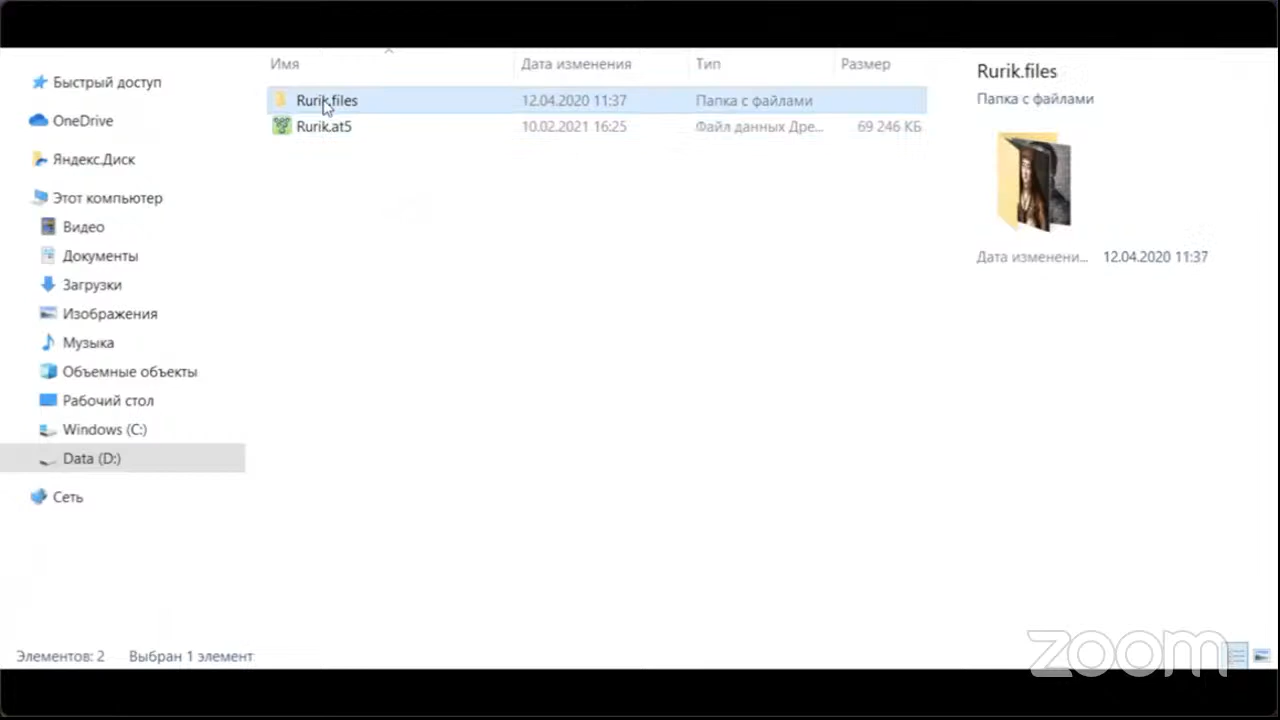 Имя Дата изменения Тип Размер
Rurik.files 12.04.2020 11:37 Папка с файлами
Rurik.at5 10.02.2021 16:25 Файл данных Дре... 69 246 КБ
Быстрый доступ
OneDrive
Яндекс.Диск
Этот компьютер
Видео
Документы
Загрузки
Изображения
Музыка
Объемные объекты
Рабочий стол
Windows (C:)
Data (D:)
Сеть
Rurik.files
Папка с файлами
Дата изменени... 12.04.2020 11:37
Элементов: 2 Выбран 1 элемент
zoom